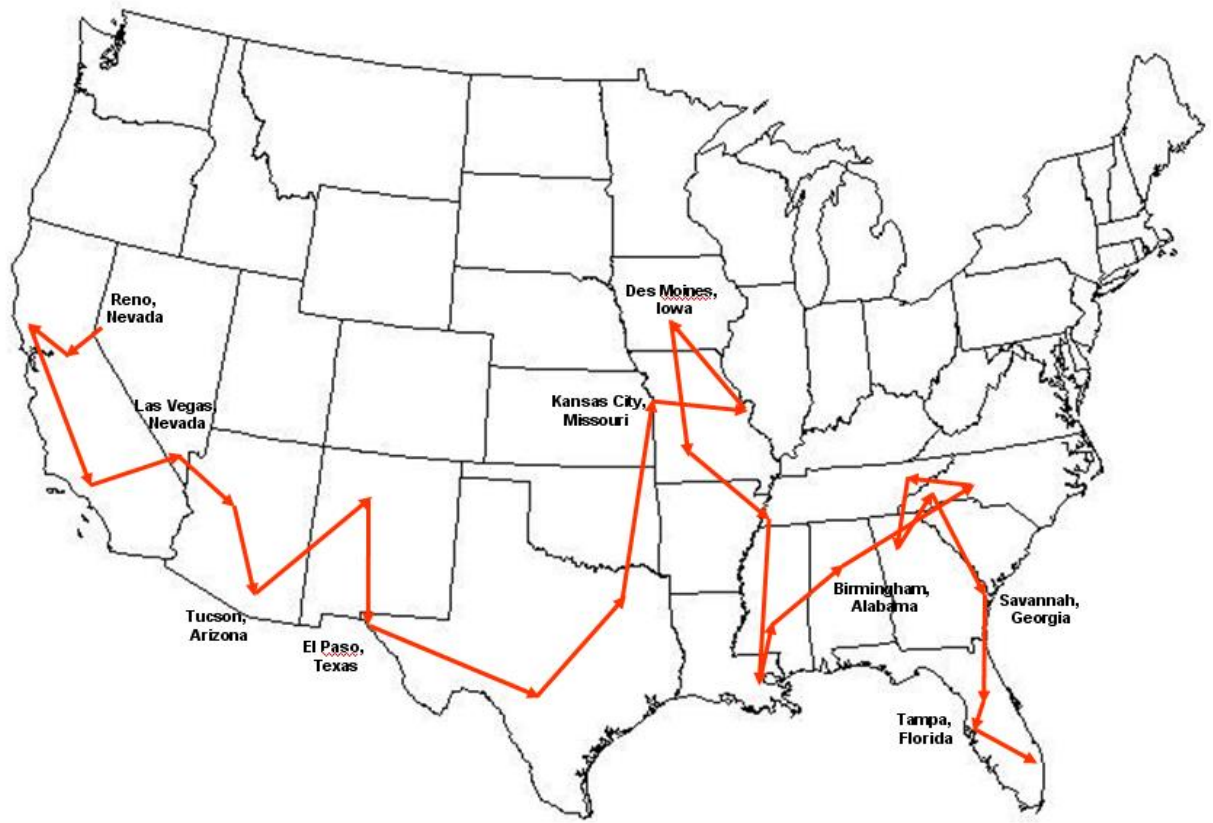 Reno,
Nevada
Des Moines,
Iowa
Las Vegas,
Nevada
Kansas City,
Missouri
Tucson,
Arizona
El Paso,
Texas
Birmingham,
Alabama
Savannah,
Georgia
Tampa,
Florida